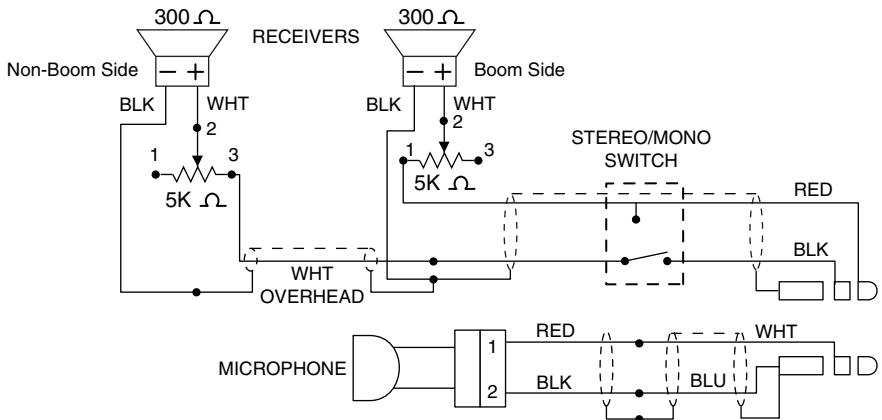 300 Ω
RECEIVERS
300 Ω
Non-Boom Side
− +
− +
Boom Side
BLK
WHT
BLK
WHT
2
2
STEREO/MONO
SWITCH
1
3
1
3
5K Ω
5K Ω
RED
BLK
WHT
OVERHEAD
MICROPHONE
1
2
RED
WHT
BLK
BLU